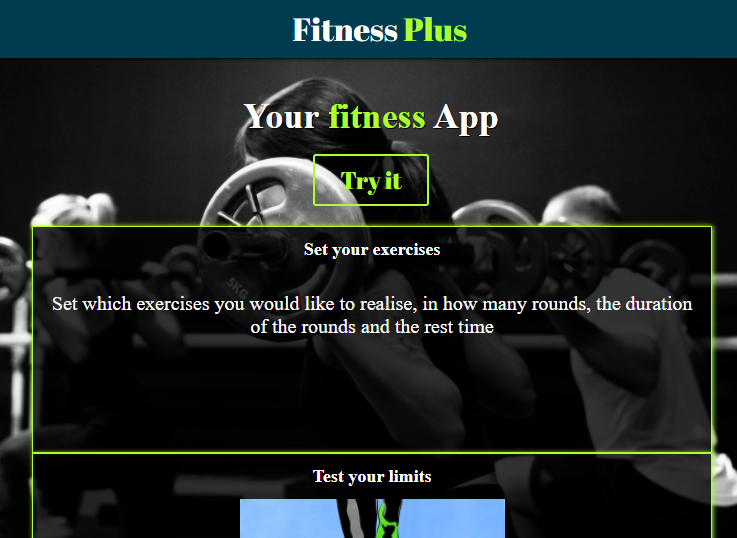 Fitness Plus
Your fitness App
Try it
5KG
Set your exercises
Set which exercises you would like to realise, in how many rounds, the duration
of the rounds and the rest time
Test your limits